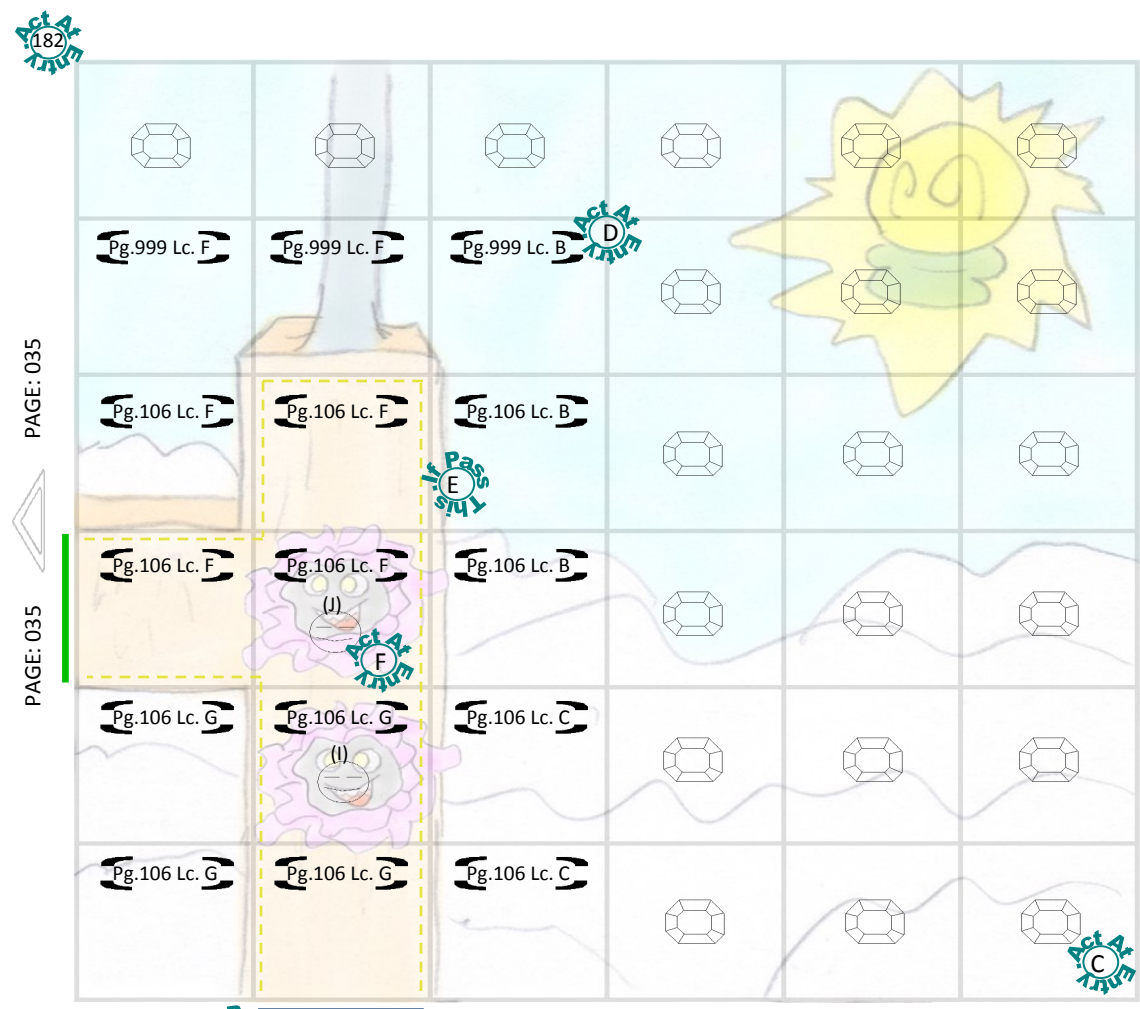 Act At Entry.
182
Act At Entry.
D
Pg.999 Lc. F
Pg.999 Lc. F
Pg.999 Lc. B
PAGE: 035
Pg.106 Lc. F
Pg.106 Lc. F
Pg.106 Lc. B
If Pass This.
E
Pg.106 Lc. F
Pg.106 Lc. F
Pg.106 Lc. B
(J)
Act At Entry.
F
PAGE: 035
Pg.106 Lc. G
Pg.106 Lc. G
Pg.106 Lc. C
(I)
Pg.106 Lc. G
Pg.106 Lc. G
Pg.106 Lc. C
Act At Entry.
C